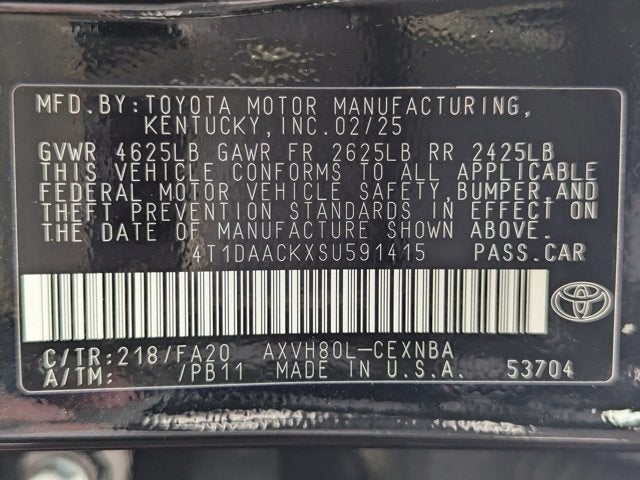 MFD.BY:TOYOTA MOTOR MANUFACTURING,
KENTUCKY,INC.02/25
GVWR 4625LB GAWR FR 2625LB RR 2425LB
THIS VEHICLE CONFORMS TO ALL APPLICABLE
FEDERAL MOTOR VEHICLE SAFETY,BUMPER,AND
THEFT PREVENTION STANDARDS IN EFFECT ON
THE DATE OF MANUFACTURE SHOWN ABOVE.
4T1DAACKXSU591415 PASS.CAR
C/TR:218/FA20 AXVH80L-CEXNBA
A/TM: /PB11 MADE IN U.S.A. 53704